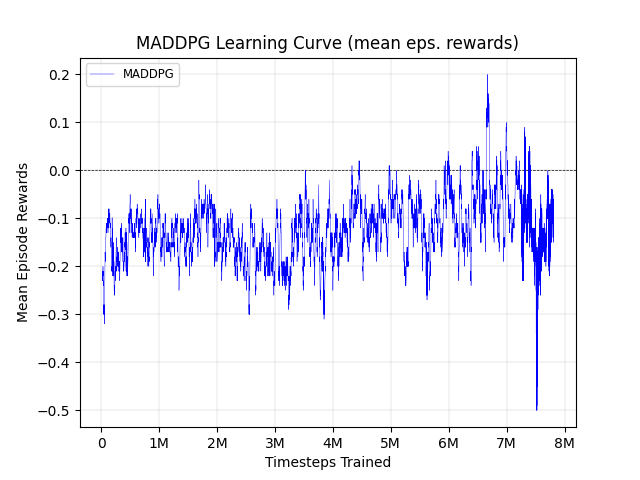 MADDPG Learning Curve (mean eps. rewards)
MADDPG
0.2
0.1
0.0
−0.1
−0.2
−0.3
−0.4
−0.5
Mean Episode Rewards
0 1M 2M 3M 4M 5M 6M 7M 8M
Timesteps Trained